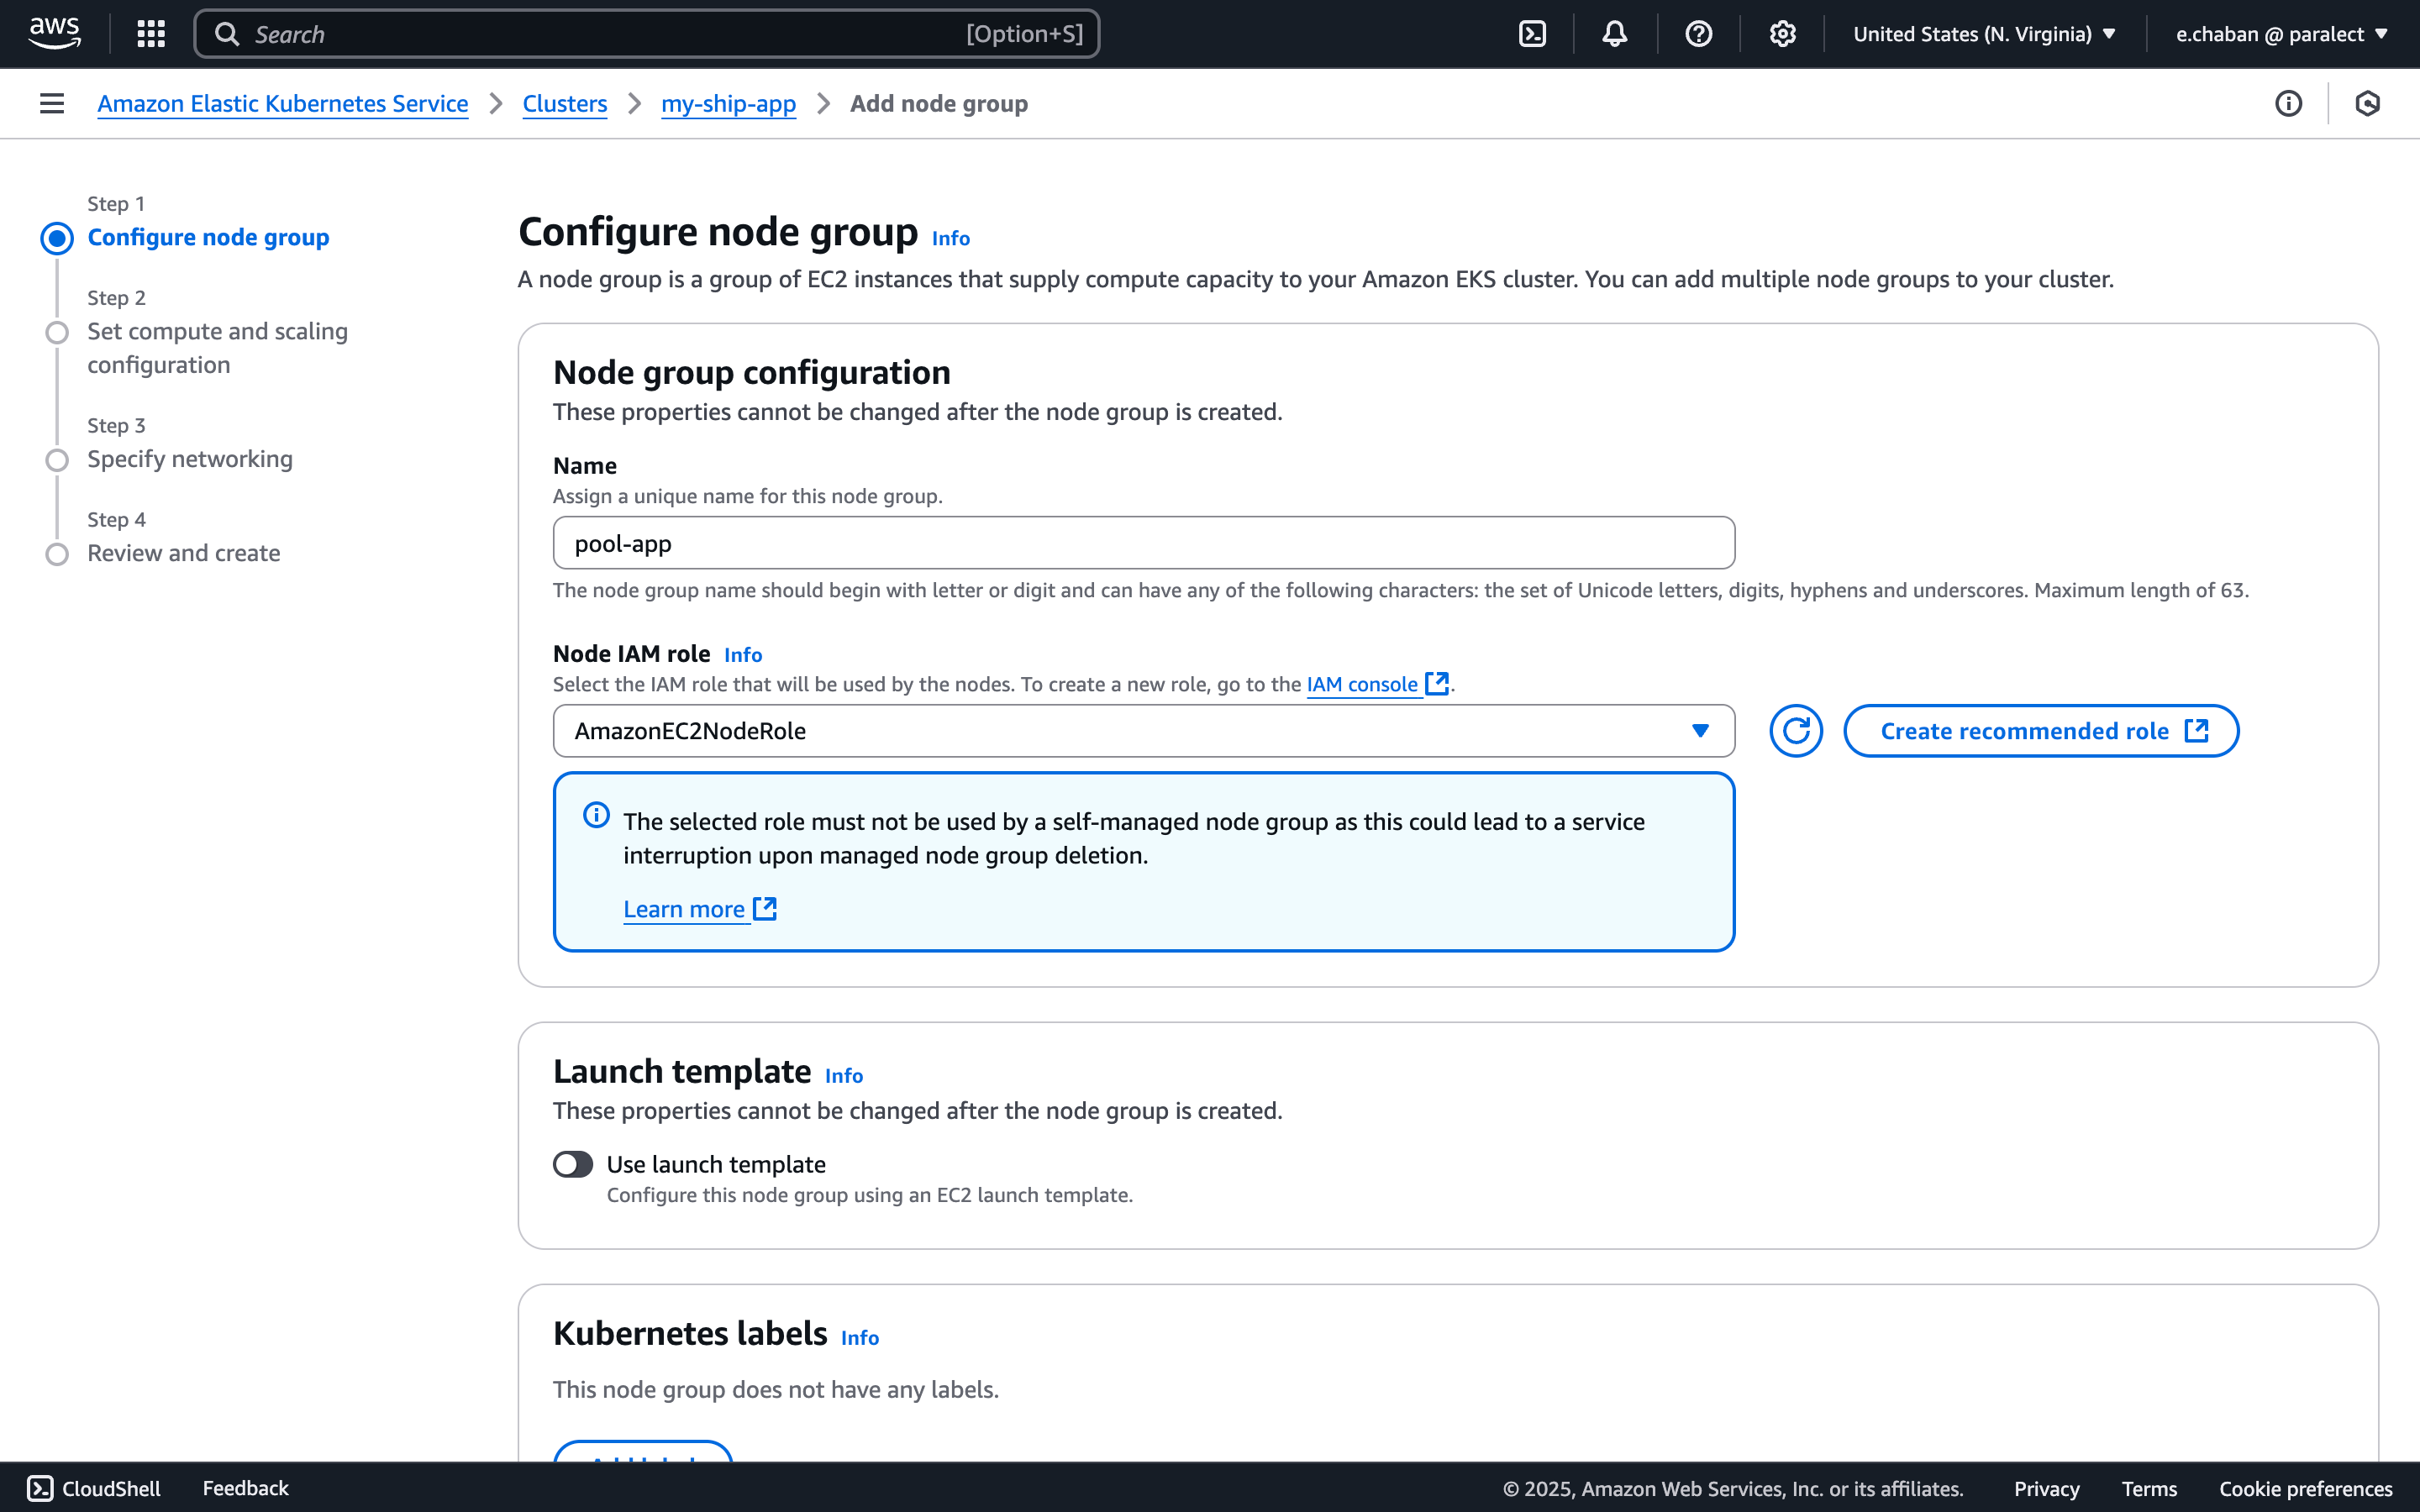 aws
Search [Option+S]
United States (N. Virginia)
e.chaban @ paralect
Amazon Elastic Kubernetes Service
Clusters
my-ship-app
Add node group
Step 1
Configure node group
Step 2
Set compute and scaling
configuration
Step 3
Specify networking
Step 4
Review and create
Configure node group Info
A node group is a group of EC2 instances that supply compute capacity to your Amazon EKS cluster. You can add multiple node groups to your cluster.
Node group configuration
These properties cannot be changed after the node group is created.
Name
Assign a unique name for this node group.
pool-app
The node group name should begin with letter or digit and can have any of the following characters: the set of Unicode letters, digits, hyphens and underscores. Maximum length of 63.
Node IAM role Info
Select the IAM role that will be used by the nodes. To create a new role, go to the IAM console.
AmazonEC2NodeRole
Create recommended role
The selected role must not be used by a self-managed node group as this could lead to a service
interruption upon managed node group deletion.
Learn more
Launch template Info
These properties cannot be changed after the node group is created.
Use launch template
Configure this node group using an EC2 launch template.
Kubernetes labels Info
This node group does not have any labels.
CloudShell
Feedback
© 2025, Amazon Web Services, Inc. or its affiliates.
Privacy
Terms
Cookie preferences